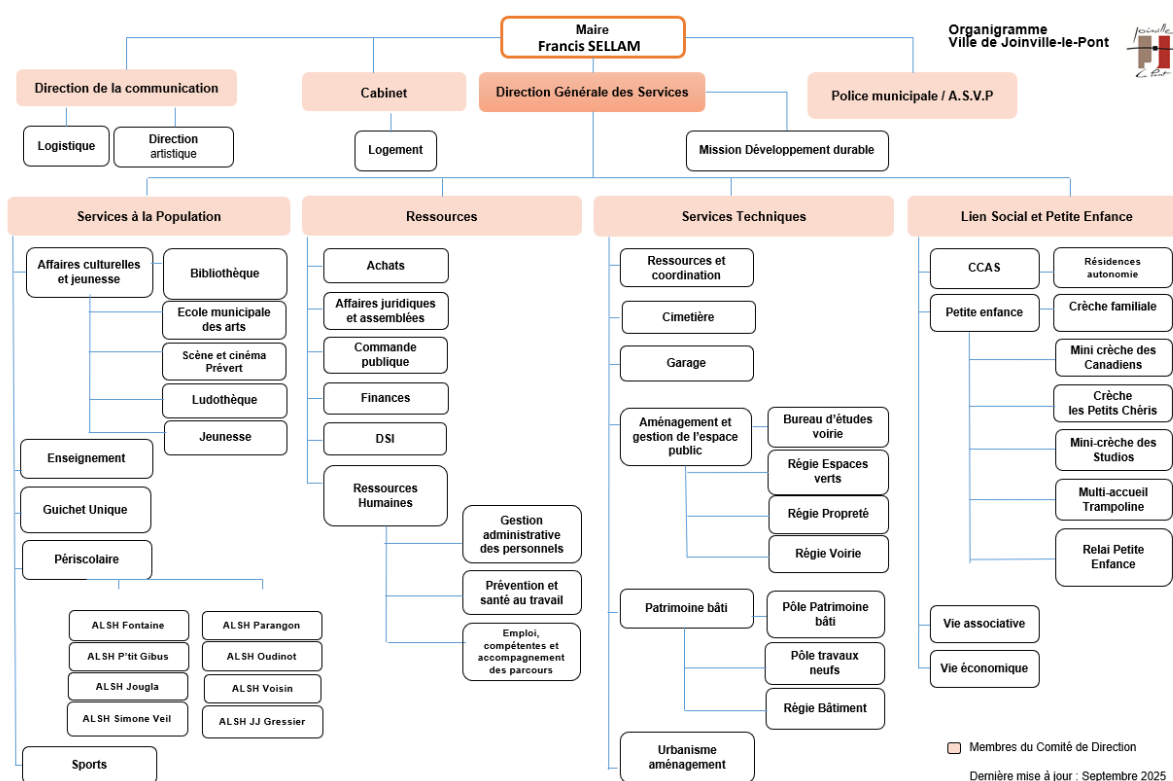 Maire
Francis SELLAM
Organigramme
Ville de Joinville-le-Pont
Joinville
Le Pont
Direction de la communication
Cabinet
Direction Générale des Services
Police municipale / A.S.V.P
Logistique
Direction
artistique
Logement
Mission Développement durable
Services à la Population
Ressources
Services Techniques
Lien Social et Petite Enfance
Affaires culturelles
et jeunesse
Bibliothèque
Ecole municipale
des arts
Scène et cinéma
Prévert
Ludothèque
Jeunesse
Enseignement
Guichet Unique
Périscolaire
ALSH Fontaine
ALSH Parangon
ALSH P'tit Gibus
ALSH Oudinot
ALSH Jougla
ALSH Voisin
ALSH Simone Veil
ALSH JJ Gressier
Sports
Achats
Affaires juridiques
et assemblées
Commande
publique
Finances
DSI
Ressources
Humaines
Gestion
administrative
des personnels
Prévention et
santé au travail
Emploi,
compétences et
accompagnement
des parcours
Ressources et
coordination
Cimetière
Garage
Aménagement et
gestion de l'espace
public
Bureau d'études
voirie
Régie Espaces
verts
Régie Propreté
Régie Voirie
Patrimoine bâti
Pôle Patrimoine
bâti
Pôle travaux
neufs
Régie Bâtiment
Urbanisme
aménagement
CCAS
Résidences
autonomie
Petite enfance
Crèche familiale
Mini crèche des
Canadiens
Crèche
les Petits Chéris
Mini-crèche des
Studios
Multi-accueil
Trampoline
Relai Petite
Enfance
Vie associative
Vie économique
Membres du Comité de Direction
Dernière mise à jour : Septembre 2025